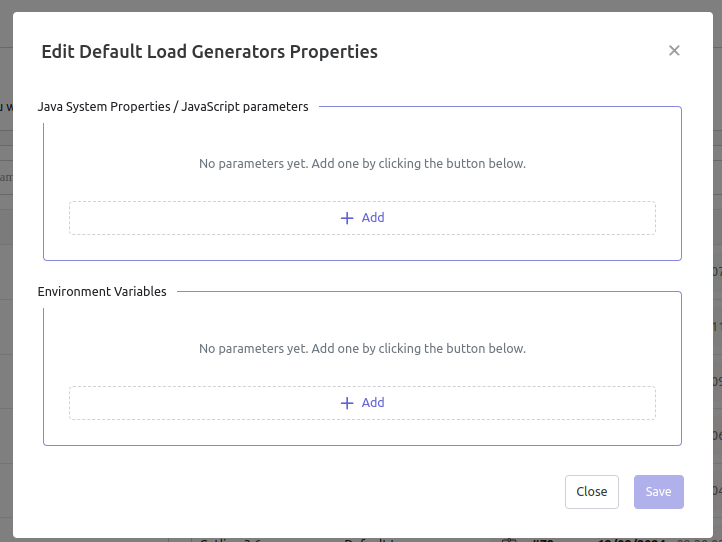 Edit Default Load Generators Properties
Java System Properties / JavaScript parameters
No parameters yet. Add one by clicking the button below.
+ Add
Environment Variables
No parameters yet. Add one by clicking the button below.
+ Add
Close
Save